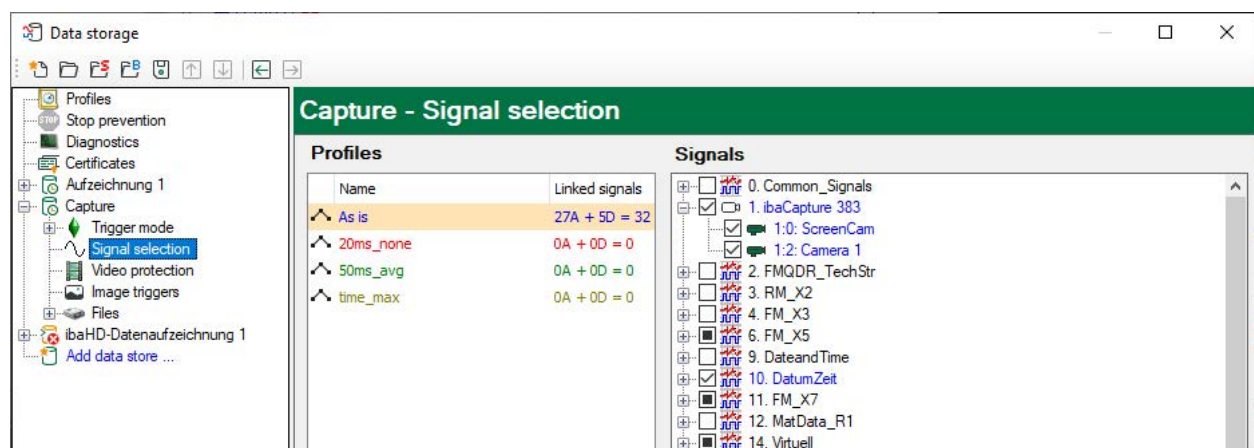 Data storage
Profiles
Stop prevention
Diagnostics
Certificates
Aufzeichnung 1
Capture
Trigger mode
Signal selection
Video protection
Image triggers
Files
ibaHD-Datenaufzeichnung 1
Add data store ...
Capture - Signal selection
Profiles
Name Linked signals
As is 27A + 5D = 32
20ms_none 0A + 0D = 0
50ms_avg 0A + 0D = 0
time_max 0A + 0D = 0
Signals
0. Common_Signals
1. ibaCapture 383
1:0: ScreenCam
1:2: Camera 1
2. FMQDR_TechStr
3. RM_X2
4. FM_X3
6. FM_X5
9. DateandTime
10. DatumZeit
11. FM_X7
12. MatData_R1
14. Virtuell